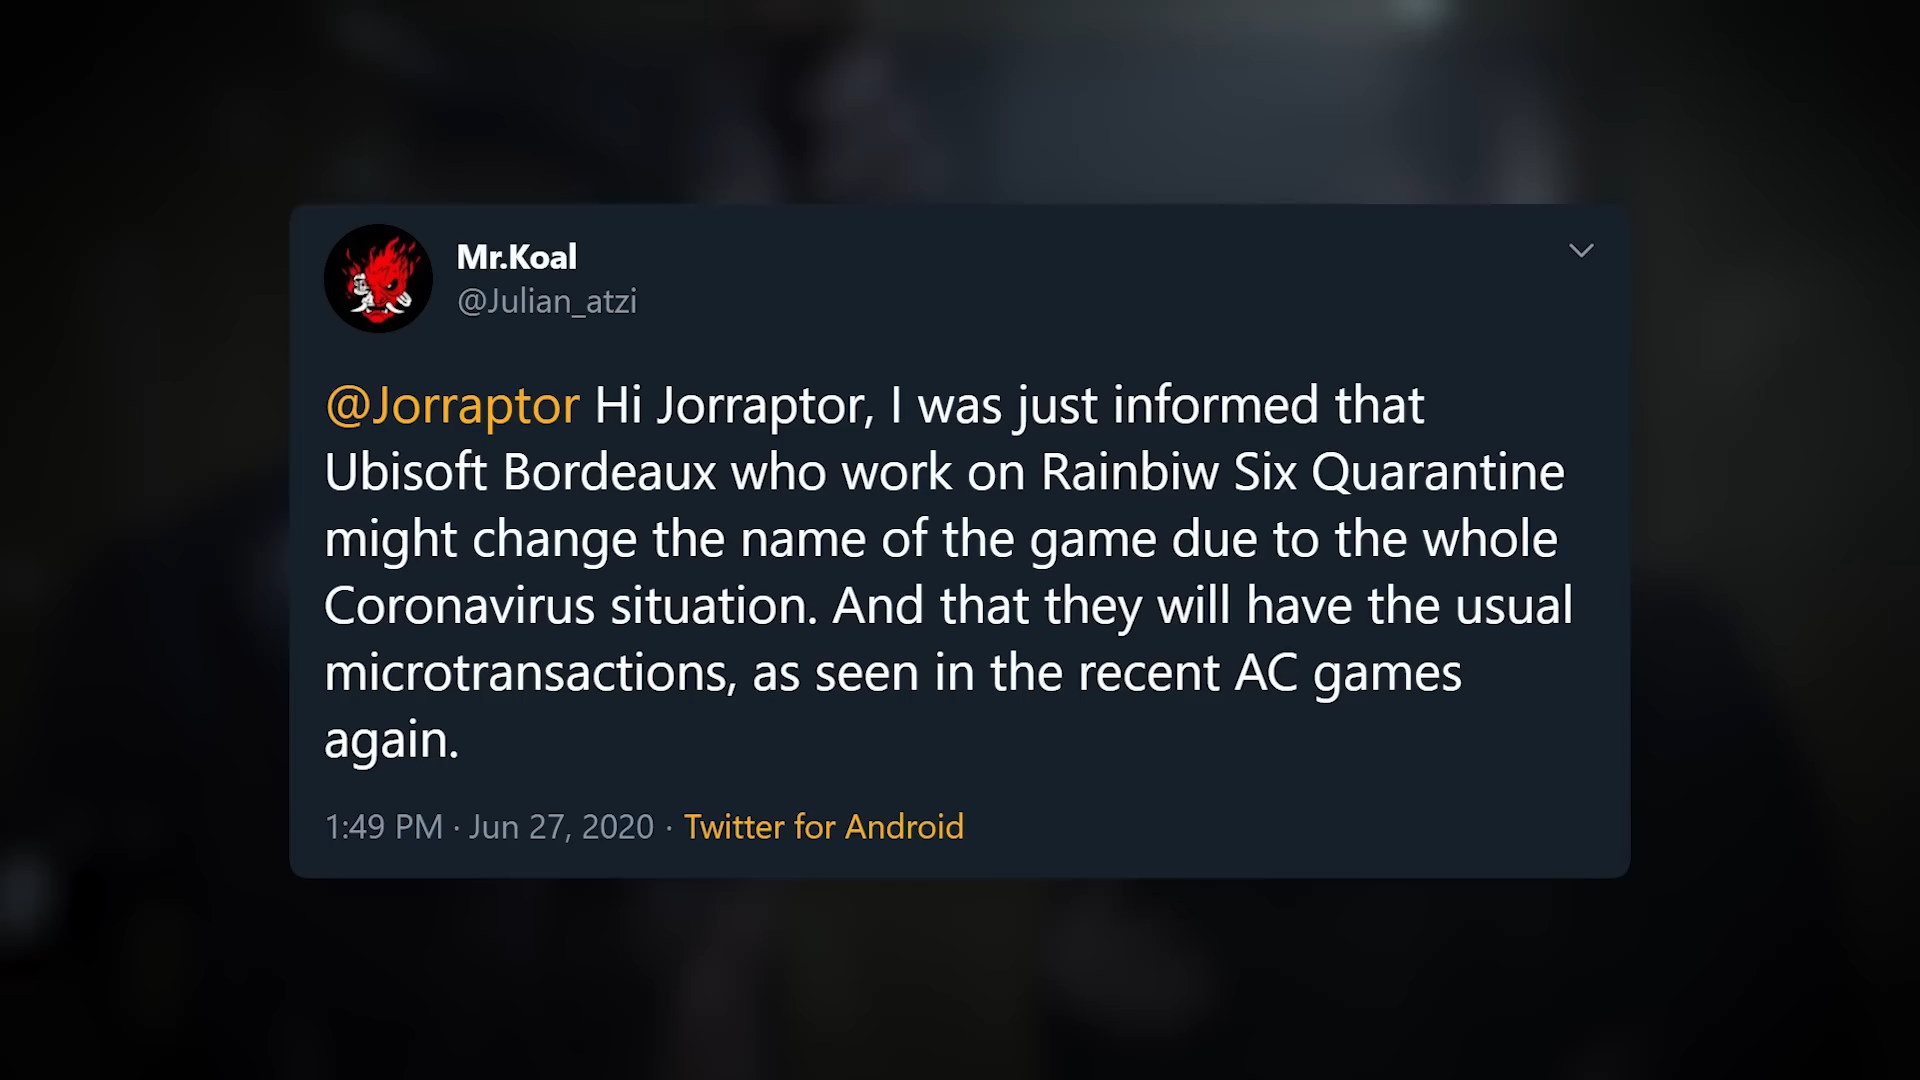 Mr.Koal
@Julian_atzi
@Jorraptor Hi Jorraptor, I was just informed that
Ubisoft Bordeaux who work on Rainbiw Six Quarantine
might change the name of the game due to the whole
Coronavirus situation. And that they will have the usual
microtransactions, as seen in the recent AC games
again.
1:49 PM · Jun 27, 2020 · Twitter for Android